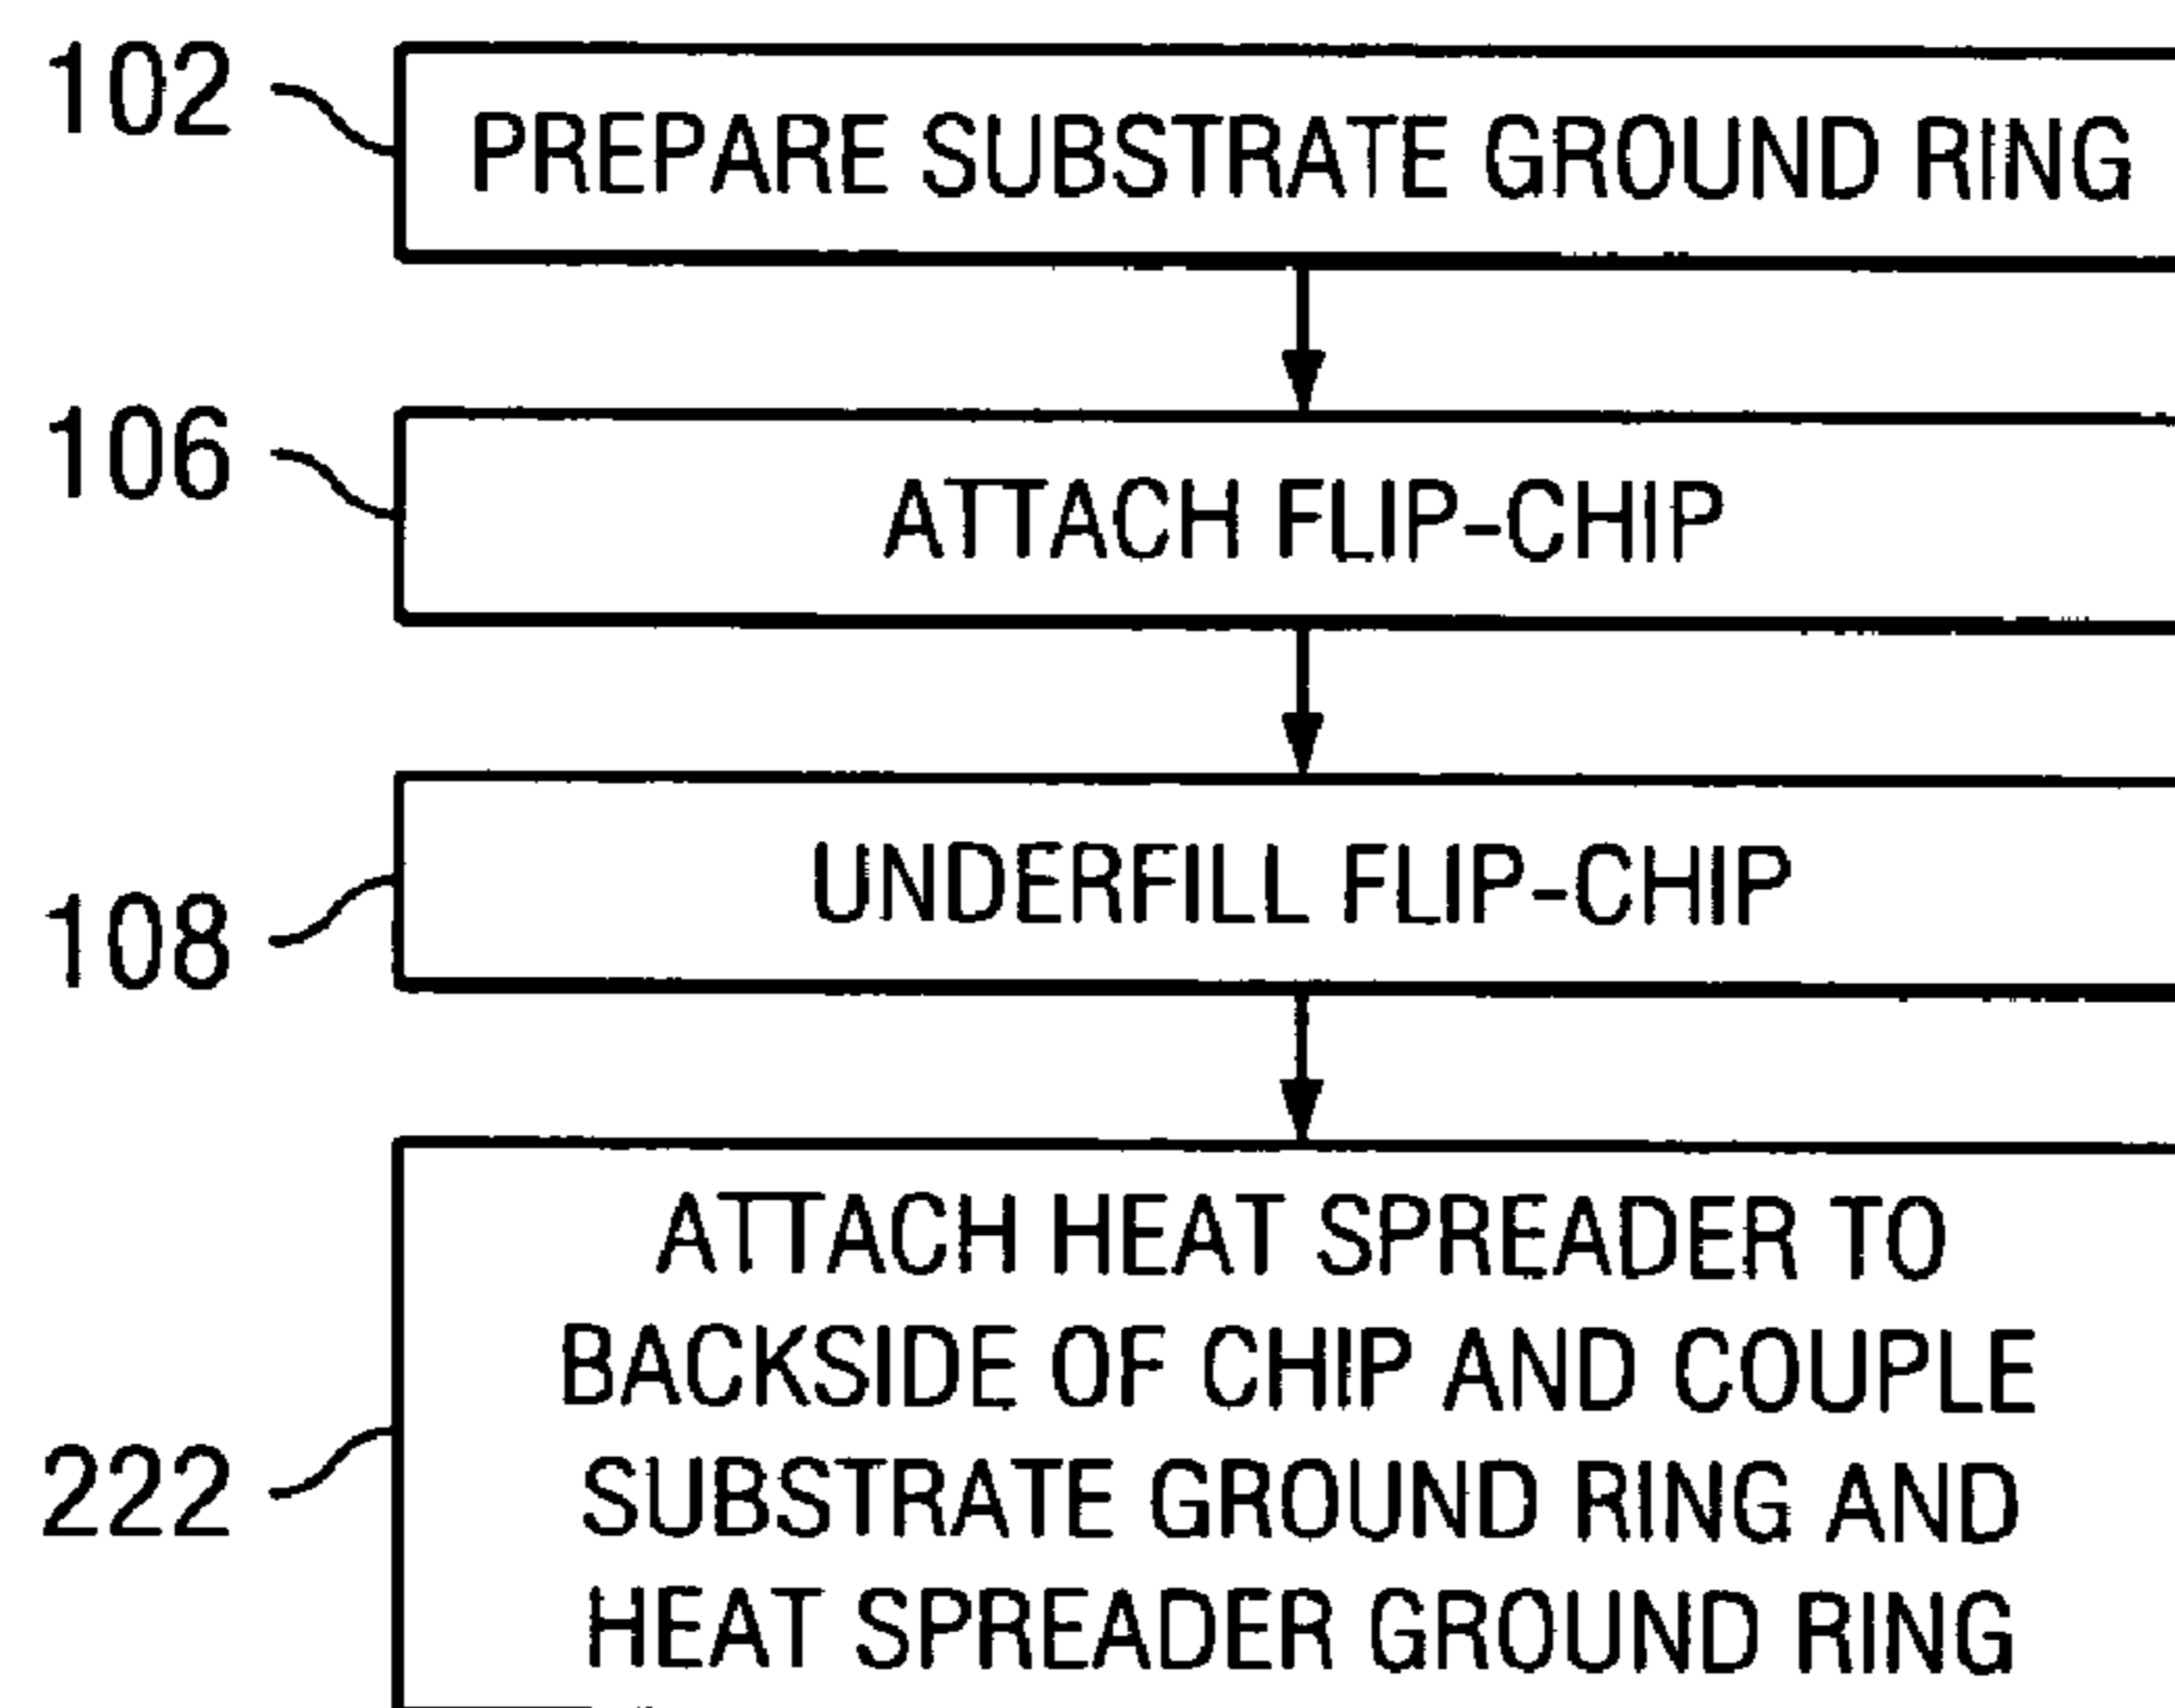 102
PREPARE SUBSTRATE GROUND RING
106
ATTACH FLIP-CHIP
UNDERFILL FLIP-CHIP
108
ATTACH HEAT SPREADER TO
BACKSIDE OF CHIP AND COUPLE
SUBSTRATE GROUND RING AND
HEAT SPREADER GROUND RING
222